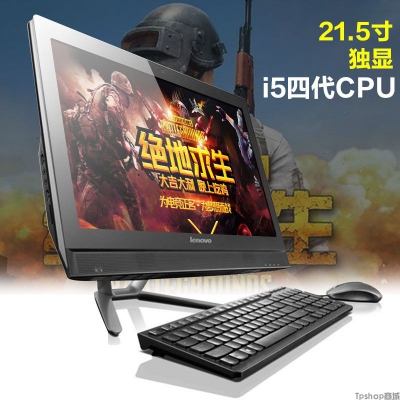 21.5寸
独显
i5四代CPU
绝地求生
大吉大利 晚上吃鸡
lenovo
Tpshop商城